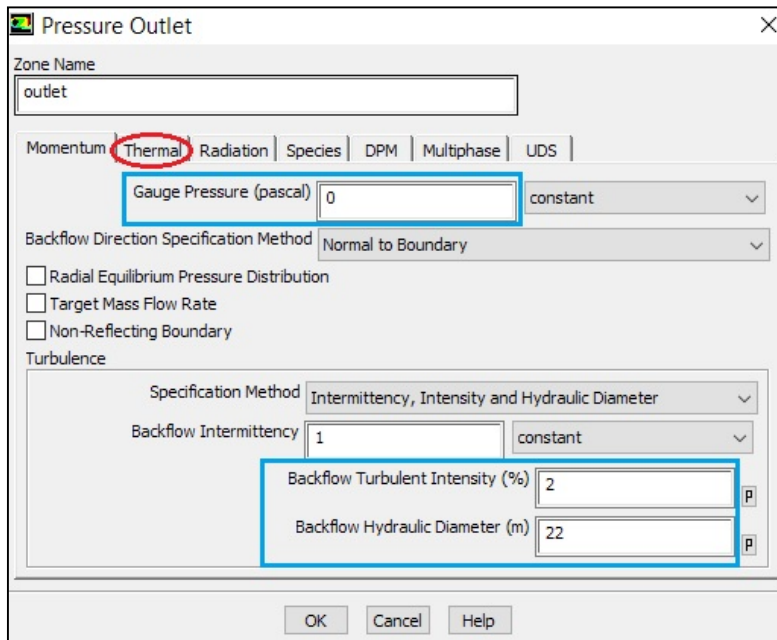 Pressure Outlet
Zone Name
outlet
Momentum Thermal Radiation Species DPM Multiphase UDS
Gauge Pressure (pascal) 0 constant
Backflow Direction Specification Method Normal to Boundary
Radial Equilibrium Pressure Distribution
Target Mass Flow Rate
Non-Reflecting Boundary
Turbulence
Specification Method Intermittency, Intensity and Hydraulic Diameter
Backflow Intermittency 1 constant
Backflow Turbulent Intensity (%) 2 P
Backflow Hydraulic Diameter (m) 22 P
OK Cancel Help